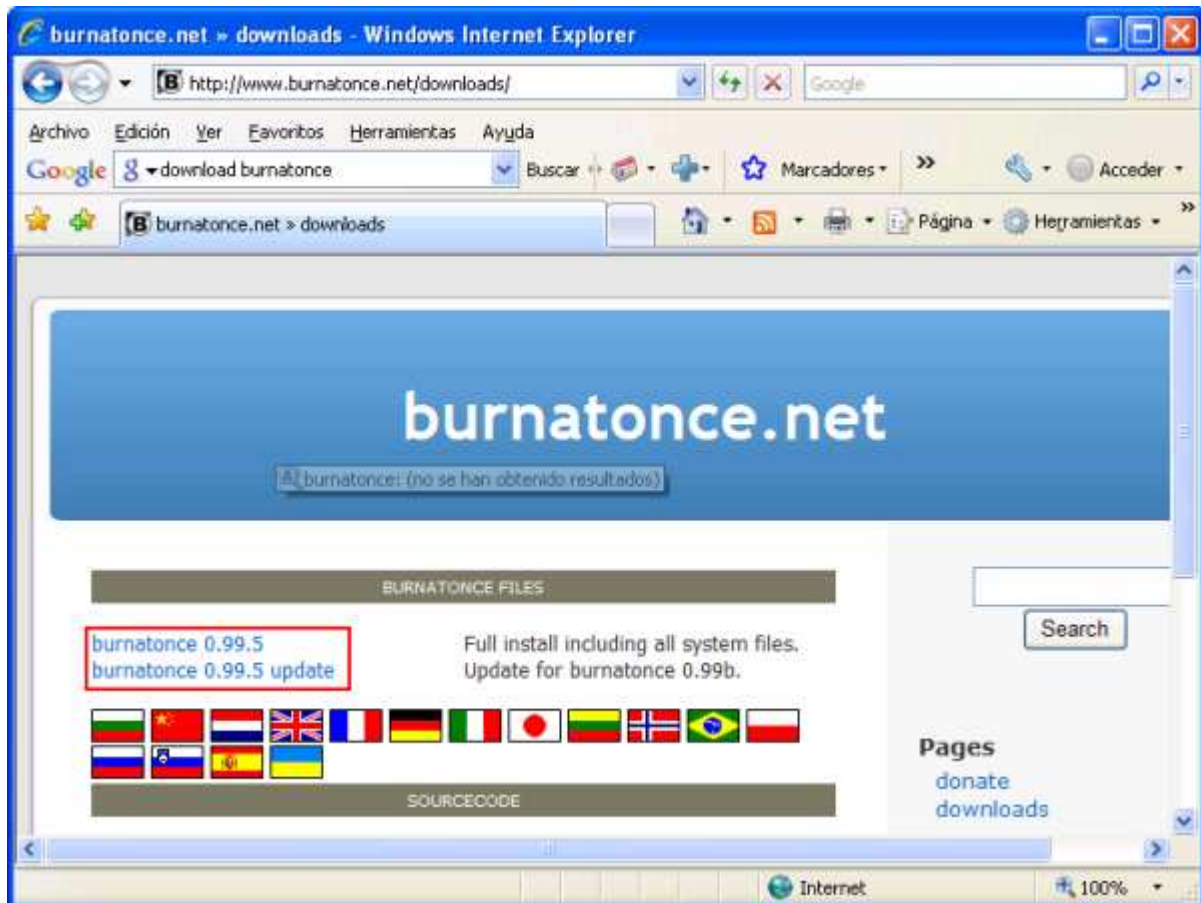 burnatonce.net » downloads - Windows Internet Explorer
http://www.burnatonce.net/downloads/
Google
Archivo Edición Ver Favoritos Herramientas Ayuda
Google download burnatonce Buscar Marcadores Acceder
burnatonce.net » downloads Página Herramientas
burnatonce.net
burnatonce: (no se han obtenido resultados)
BURNATONCE FILES
burnatonce 0.99.5 Full install including all system files.
burnatonce 0.99.5 update Update for burnatonce 0.99b.
Search
Pages
donate
downloads
SOURCECODE
Internet 100%